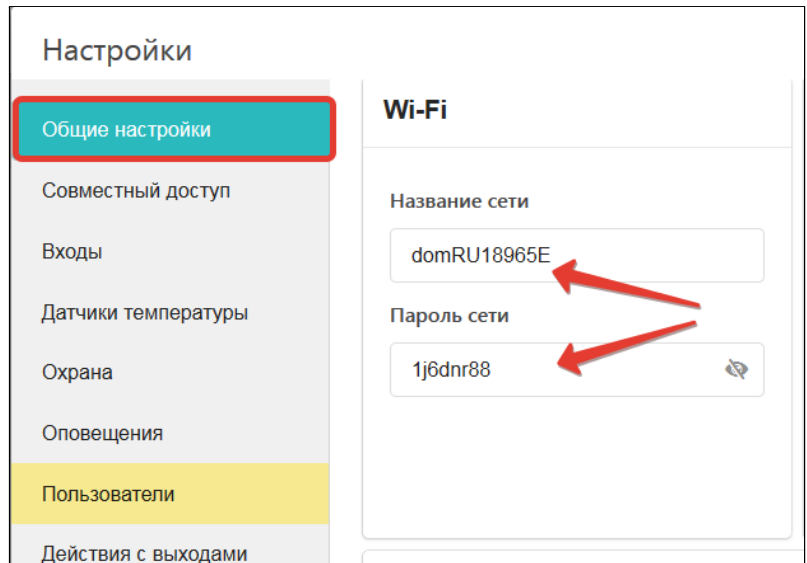 Настройки
Общие настройки
Совместный доступ
Входы
Датчики температуры
Охрана
Оповещения
Пользователи
Действия с выходами
Wi-Fi
Название сети
domRU18965E
Пароль сети
1j6dnr88